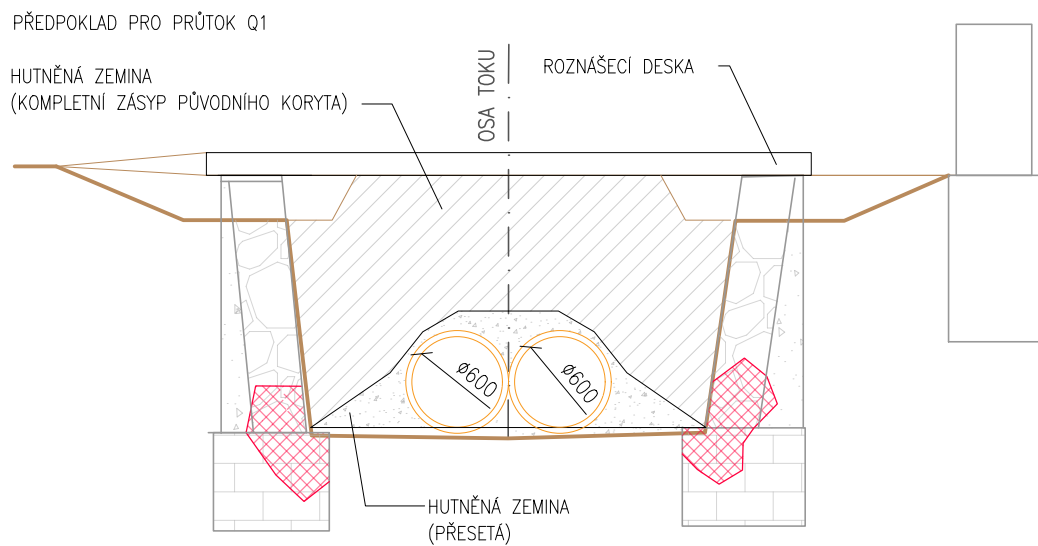 PŘEDPOKLAD PRO PRŮTOK Q1
HUTNĚNÁ ZEMINA
(KOMPLETNÍ ZÁSYP PŮVODNÍHO KORYTA)
OSA TOKU
ROZNÁŠECÍ DESKA
ø600
ø600
HUTNĚNÁ ZEMINA
(PŘESETÁ)